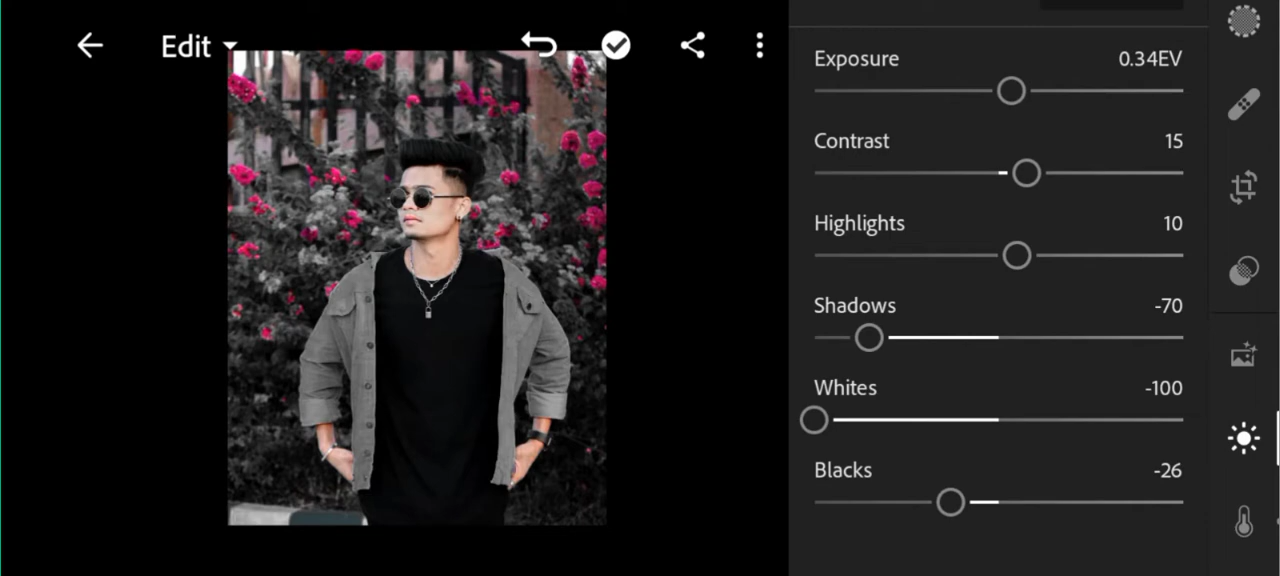 Edit
Exposure 0.34EV
Contrast 15
Highlights 10
Shadows -70
Whites -100
Blacks -26